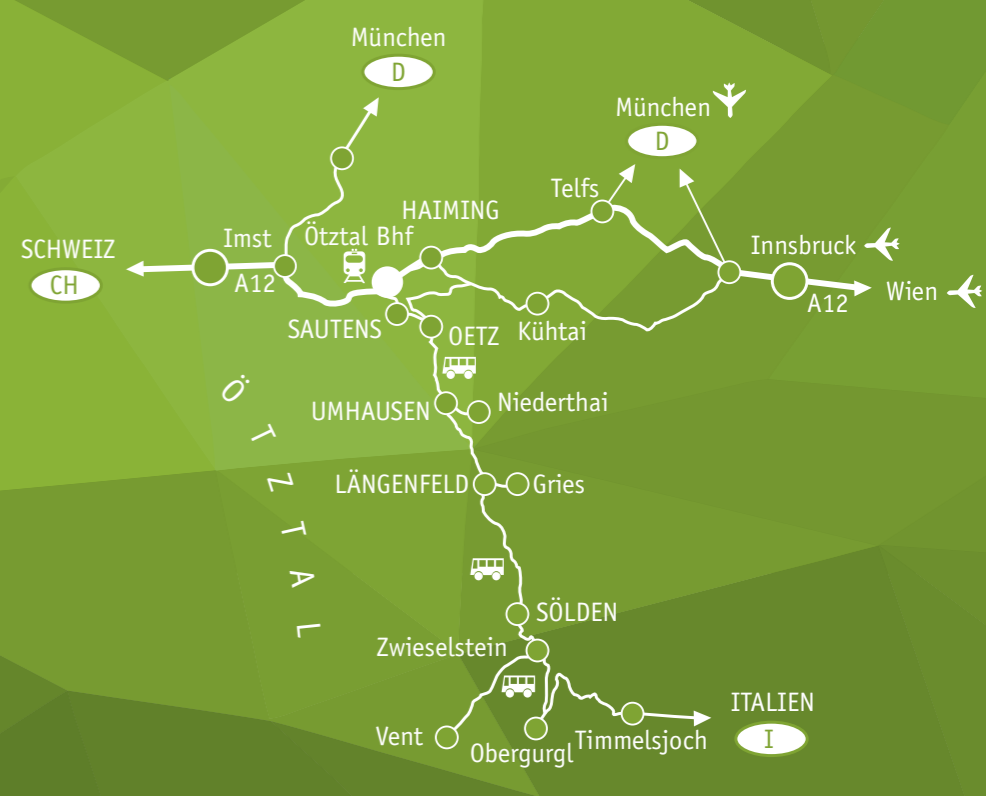 München
D
München
D
Telfs
HAIMING
Ötztal Bhf
Imst
SCHWEIZ
CH
A12
Innsbruck
Wien
A12
SAUTENS
OETZ
Kühtai
ÖTZTAL
UMHAUSEN
Niederthai
LÄNGENFELD
Gries
SÖLDEN
Zwieselstein
Vent
Obergurgl
Timmelsjoch
ITALIEN
I